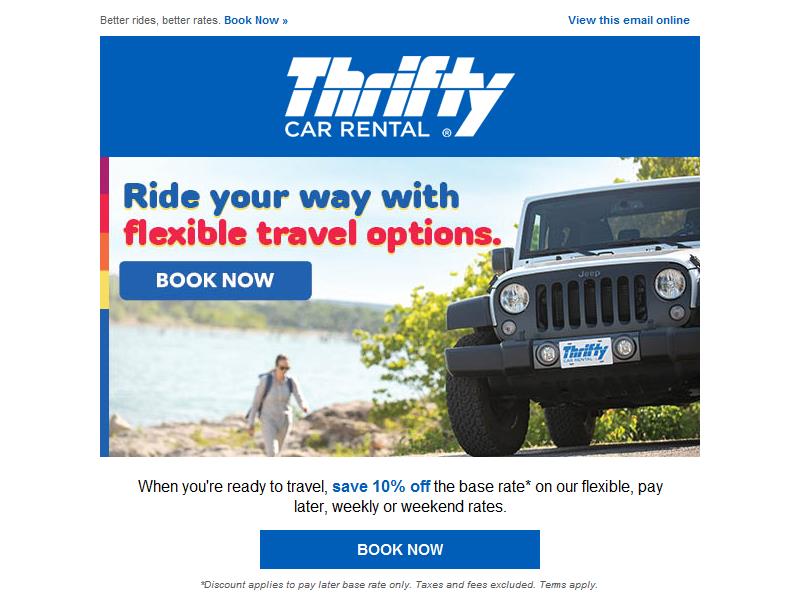 Better rides, better rates. Book Now »
View this email online
Thrifty
CAR RENTAL ®
Ride your way with
flexible travel options.
BOOK NOW
Jeep
Thrifty
CAR RENTAL
When you're ready to travel, save 10% off the base rate* on our flexible, pay
later, weekly or weekend rates.
BOOK NOW
*Discount applies to pay later base rate only. Taxes and fees excluded. Terms apply.